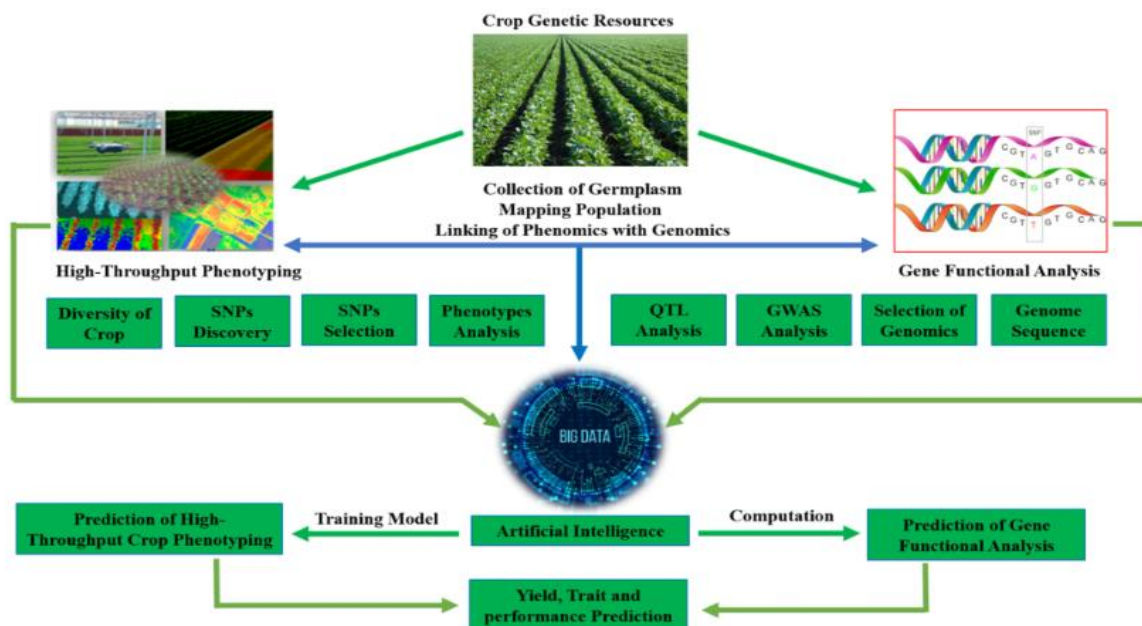 Crop Genetic Resources
SNP
C G T A G T G C A G
C G T G G T G C A G
C G T T G T G C A G
Collection of Germplasm
Mapping Population
Linking of Phenomics with Genomics
High-Throughput Phenotyping
Gene Functional Analysis
Diversity of
Crop
SNPs
Discovery
SNPs
Selection
Phenotypes
Analysis
QTL
Analysis
GWAS
Analysis
Selection of
Genomics
Genome
Sequence
BIG DATA
Prediction of High-
Throughput Crop Phenotyping
Training Model
Artificial Intelligence
Computation
Prediction of Gene
Functional Analysis
Yield, Trait and
performance Prediction